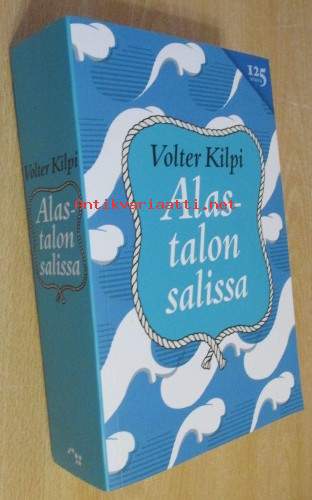 Volter Kilpi
Alas-
talon
salissa
125
Volter Kilpi
Alas-
talon
salissa
antikvariaatti.net